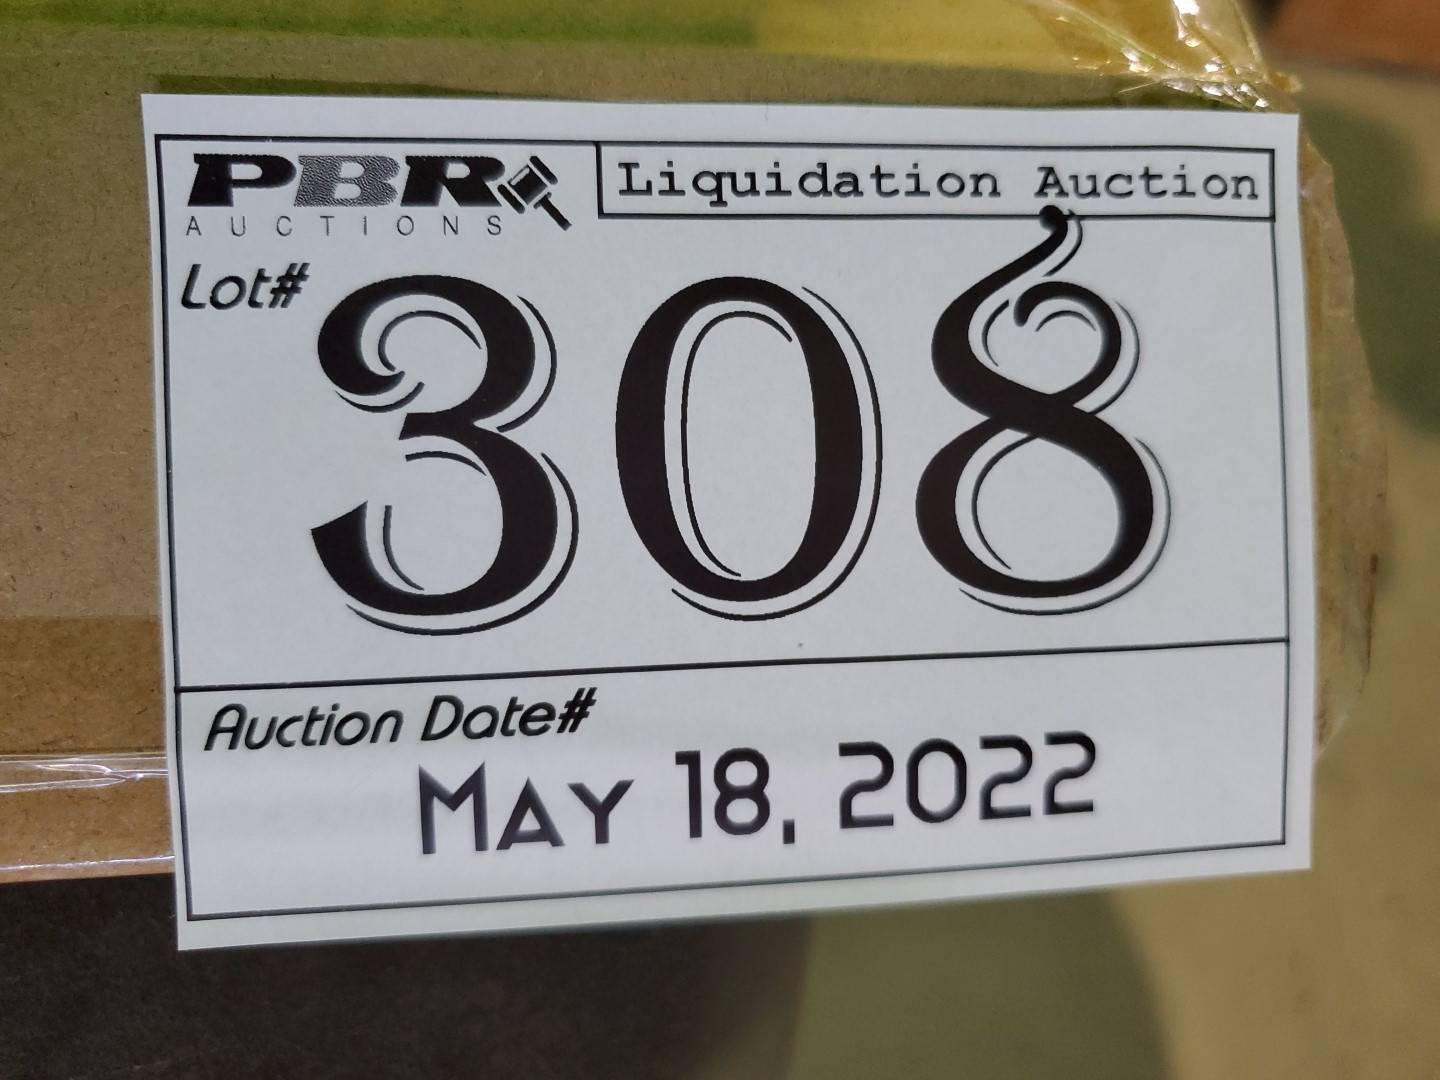 PBR
AUCTIONS
Liquidation Auction
Lot#
308
Auction Date#
May 18, 2022